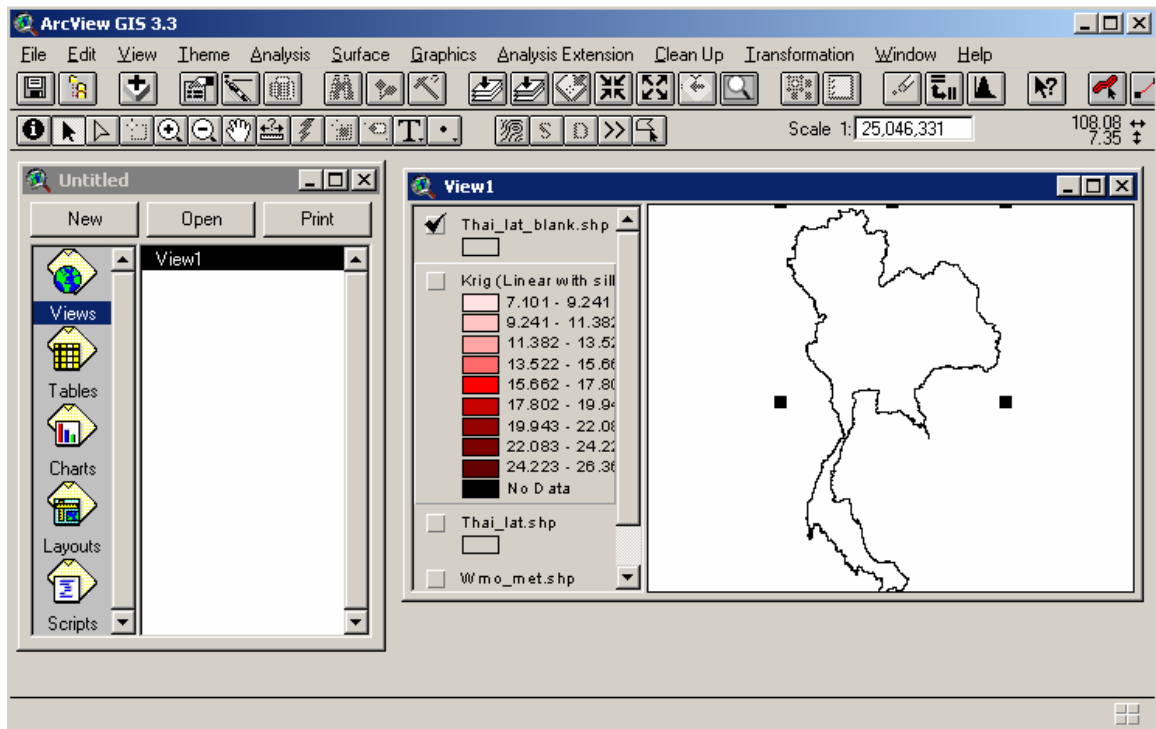 ArcView GIS 3.3
File Edit View Theme Analysis Surface Graphics Analysis Extension Clean Up Transformation Window Help
Scale 1: 25,046,331
108.08
7.35
Untitled
New Open Print
Views
Tables
Charts
Layouts
Scripts
View1
View1
Thai_lat_blank.shp
Krig (Linear with sill
7.101 - 9.241
9.241 - 11.382
11.382 - 13.52
13.522 - 15.66
15.662 - 17.80
17.802 - 19.94
19.943 - 22.08
22.083 - 24.22
24.223 - 26.36
No Data
Thai_lat.shp
Wmo_met.shp